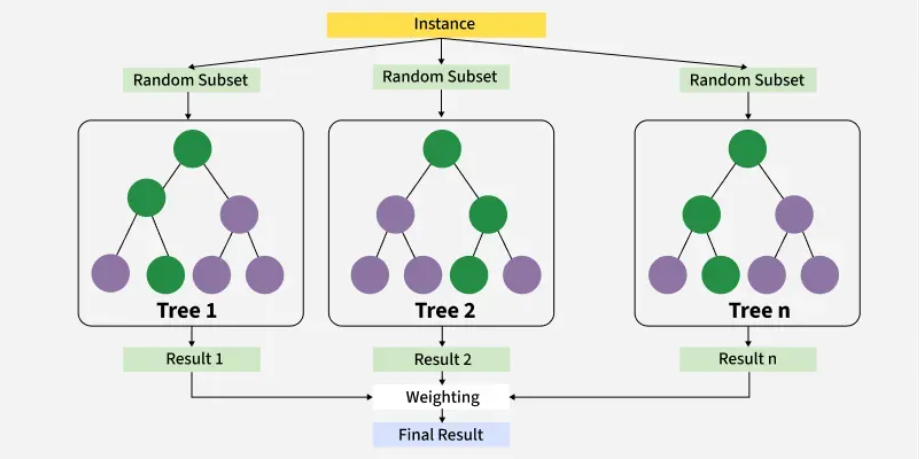 Instance
Random Subset
Random Subset
Random Subset
Tree 1
Tree 2
Tree n
Result 1
Result 2
Result n
Weighting
Final Result